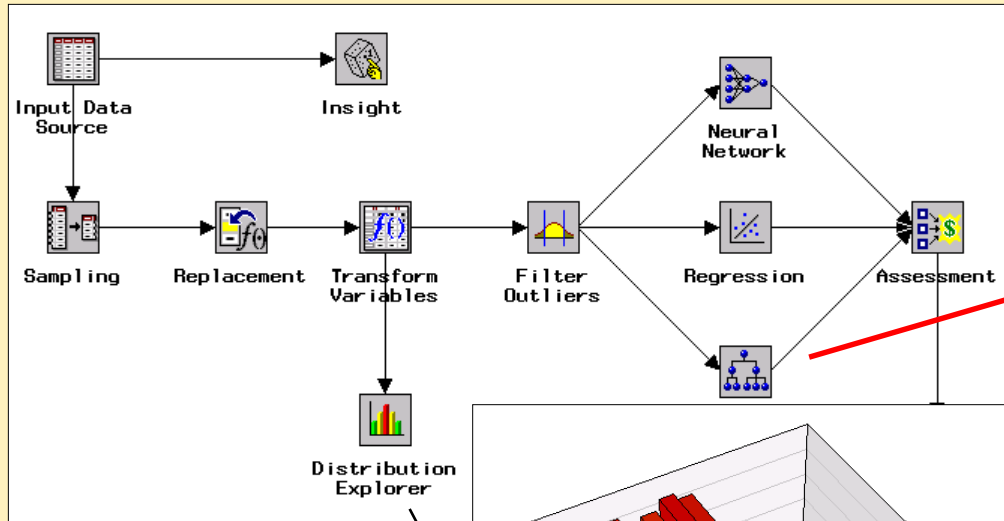 Input Data
Source
Insight
Neural
Network
Sampling
Replacement
Transform
Variables
Filter
Outliers
Regression
Assessment
Distribution
Explorer